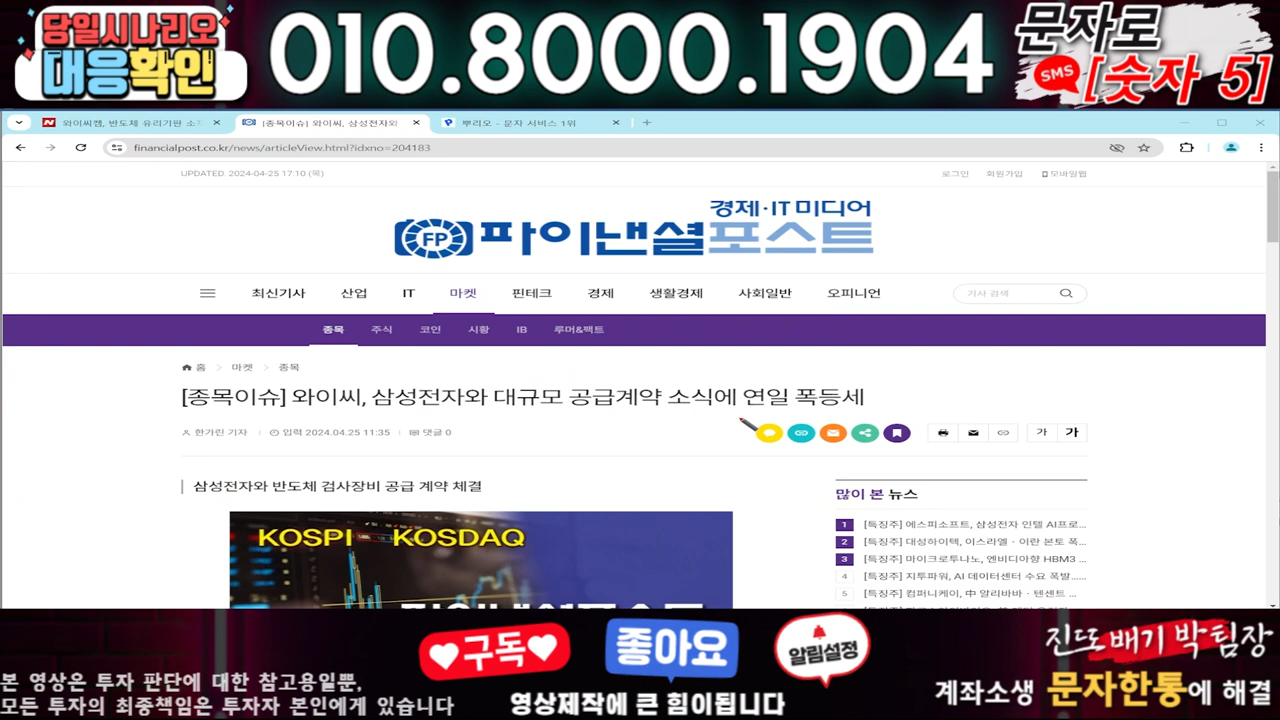 당일시나리오
대응확인
010.8000.1904
문자로
SMS
[숫자 5]
와이씨켐, 반도체 유리기판 소
[종목이슈] 와이씨, 삼성전자와
뿌리오 - 문자 서비스 1위
financialpost.co.kr/news/articleView.html?idxno=204183
UPDATED. 2024-04-25 17:10 (목)
로그인
회원가입
모바일웹
경제·IT미디어
FP 파이낸셜포스트
최신기사
산업
IT
마켓
핀테크
경제
생활경제
사회일반
오피니언
기사 검색
종목
주식
코인
시황
IB
루머&팩트
홈 > 마켓 > 종목
[종목이슈] 와이씨, 삼성전자와 대규모 공급계약 소식에 연일 폭등세
한가린 기자
입력 2024.04.25 11:35
댓글 0
가
가
삼성전자와 반도체 검사장비 공급 계약 체결
KOSPI KOSDAQ
많이 본 뉴스
1 [특징주] 에스피소프트, 삼성전자 인텔 AI프로...
2 [특징주] 대성하이텍, 이스라엘·이란 본토 폭...
3 [특징주] 마이크로투나노, 엔비디아향 HBM3 ...
4 [특징주] 지투파워, AI 데이터센터 수요 폭발......
5 [특징주] 컴퍼니케이, 中 알리바바·텐센트 ...
구독
좋아요
알림설정
영상제작에 큰 힘이됩니다
본 영상은 투자 판단에 대한 참고용일뿐,
모든 투자의 최종책임은 투자자 본인에게 있습니다
진또배기 박팀장
계좌소생 문자한통에 해결